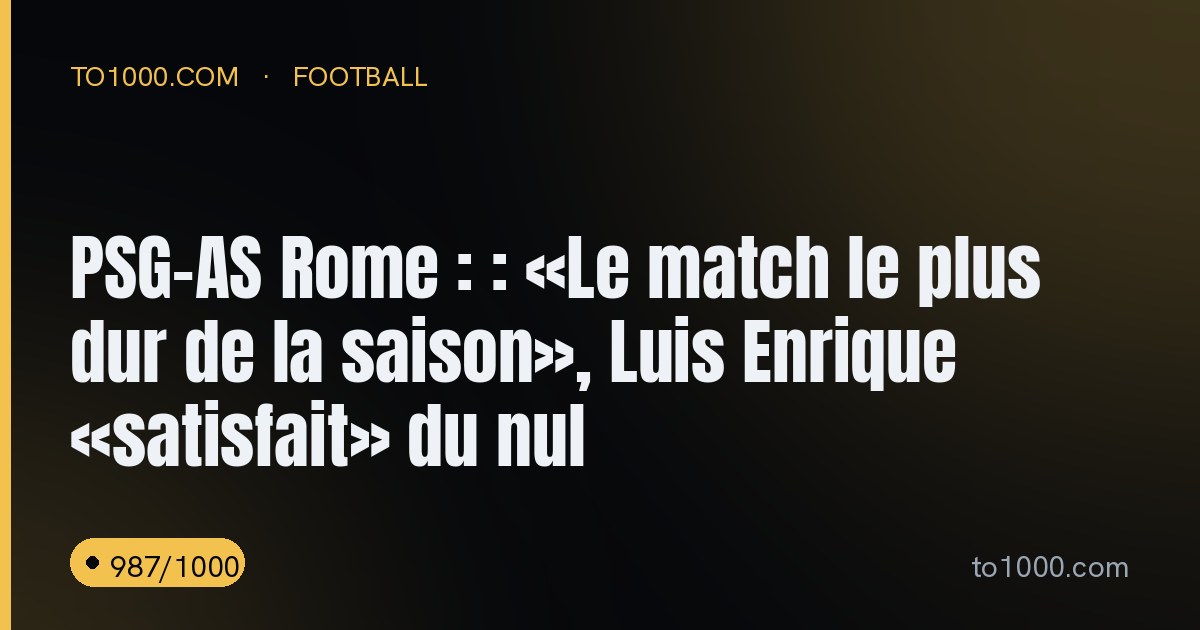 TO1000.COM · FOOTBALL
PSG-AS Rome : : «Le match le plus
dur de la saison», Luis Enrique
«satisfait» du nul
987/1000
to1000.com